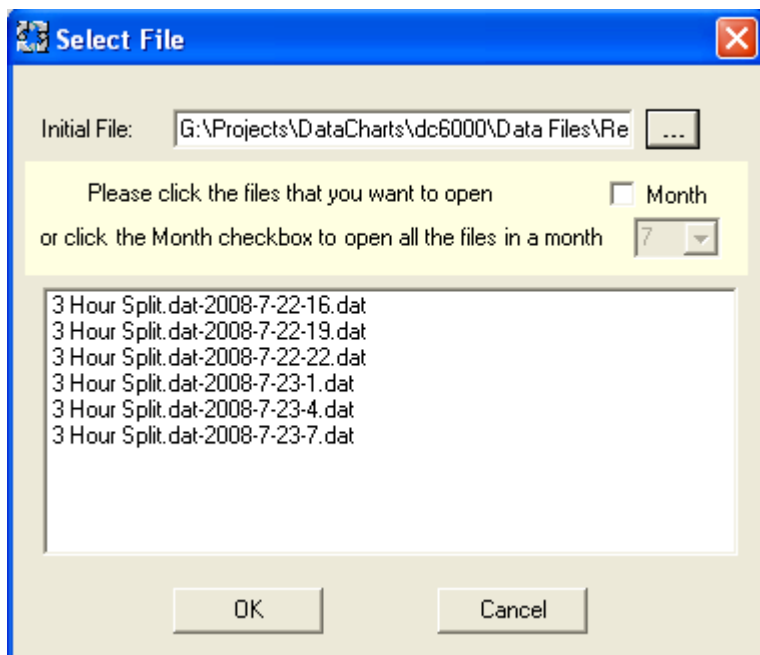 Select File
Initial File: G:\Projects\DataCharts\dc6000\Data Files\Re ...
Please click the files that you want to open Month
or click the Month checkbox to open all the files in a month 7
3 Hour Split.dat-2008-7-22-16.dat
3 Hour Split.dat-2008-7-22-19.dat
3 Hour Split.dat-2008-7-22-22.dat
3 Hour Split.dat-2008-7-23-1.dat
3 Hour Split.dat-2008-7-23-4.dat
3 Hour Split.dat-2008-7-23-7.dat
OK Cancel